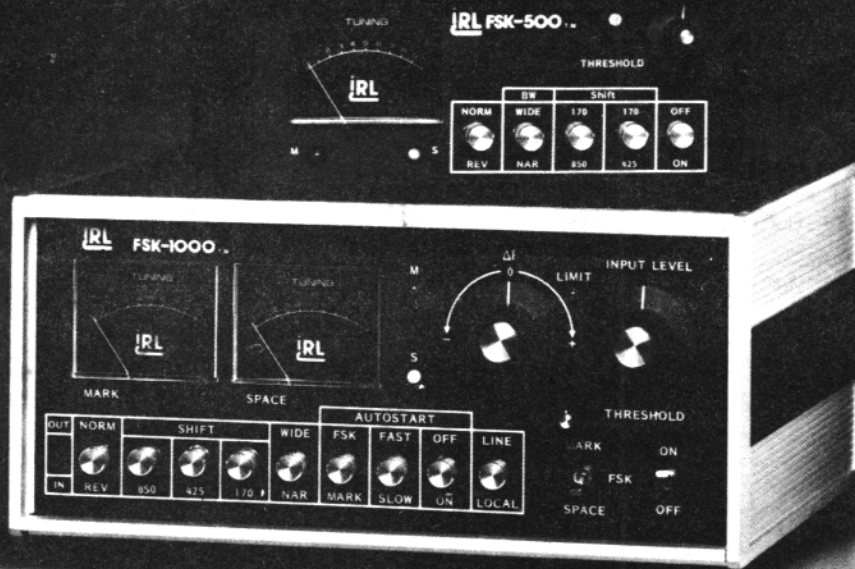 TUNING
iRL
M S
iRL FSK-500
THRESHOLD
BW Shift
NORM WIDE 170 170 OFF
REV NAR 850 425 ON
iRL FSK-1000
TUNING
iRL
MARK
TUNING
iRL
SPACE
M
S
ΔF
0
LIMIT
- +
INPUT LEVEL
THRESHOLD
OUT
IN
NORM
REV
SHIFT
850 425 170
WIDE
NAR
AUTOSTART
FSK FAST OFF
MARK SLOW ON
LINE
LOCAL
MARK
FSK
SPACE
ON
OFF